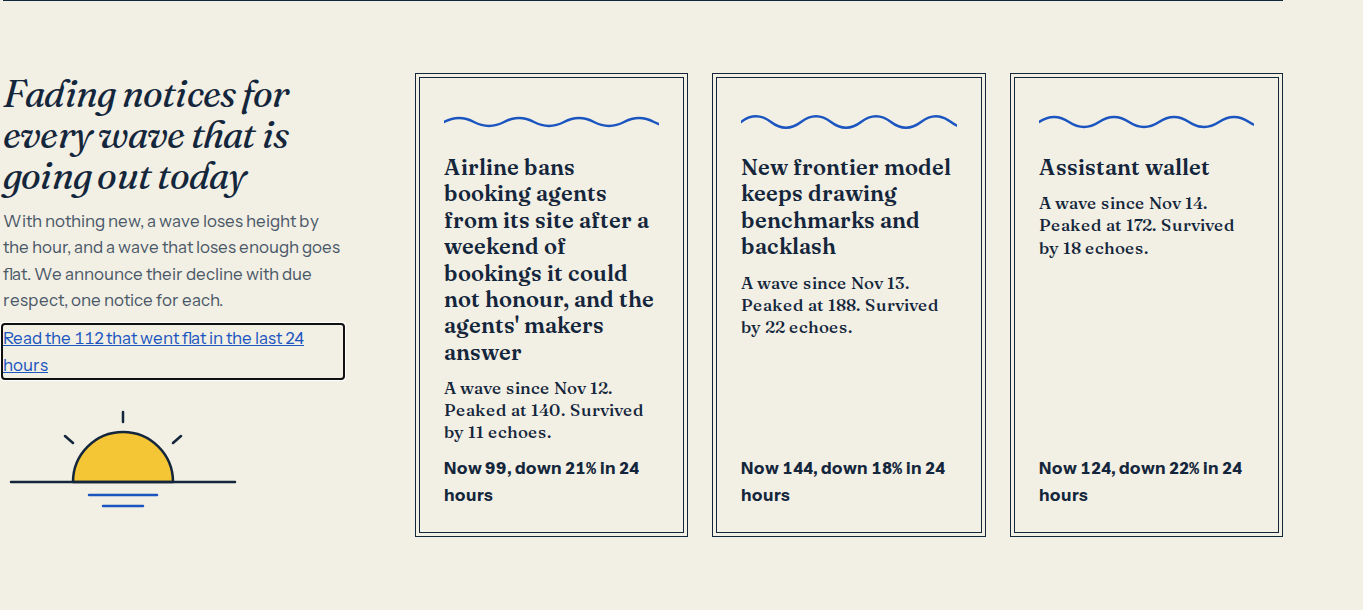 Fading notices for
every wave that is
going out today
With nothing new, a wave loses height by
the hour, and a wave that loses enough goes
flat. We announce their decline with due
respect, one notice for each.
Read the 112 that went flat in the last 24
hours
Airline bans
booking agents
from its site after a
weekend of
bookings it could
not honour, and the
agents' makers
answer
A wave since Nov 12.
Peaked at 140. Survived
by 11 echoes.
Now 99, down 21% in 24
hours
New frontier model
keeps drawing
benchmarks and
backlash
A wave since Nov 13.
Peaked at 188. Survived
by 22 echoes.
Now 144, down 18% in 24
hours
Assistant wallet
A wave since Nov 14.
Peaked at 172. Survived
by 18 echoes.
Now 124, down 22% in 24
hours